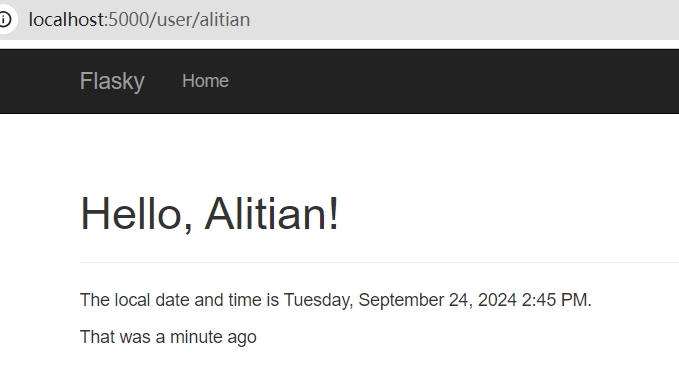 localhost:5000/user/alitian
Flasky Home
Hello, Alitian!
The local date and time is Tuesday, September 24, 2024 2:45 PM.
That was a minute ago